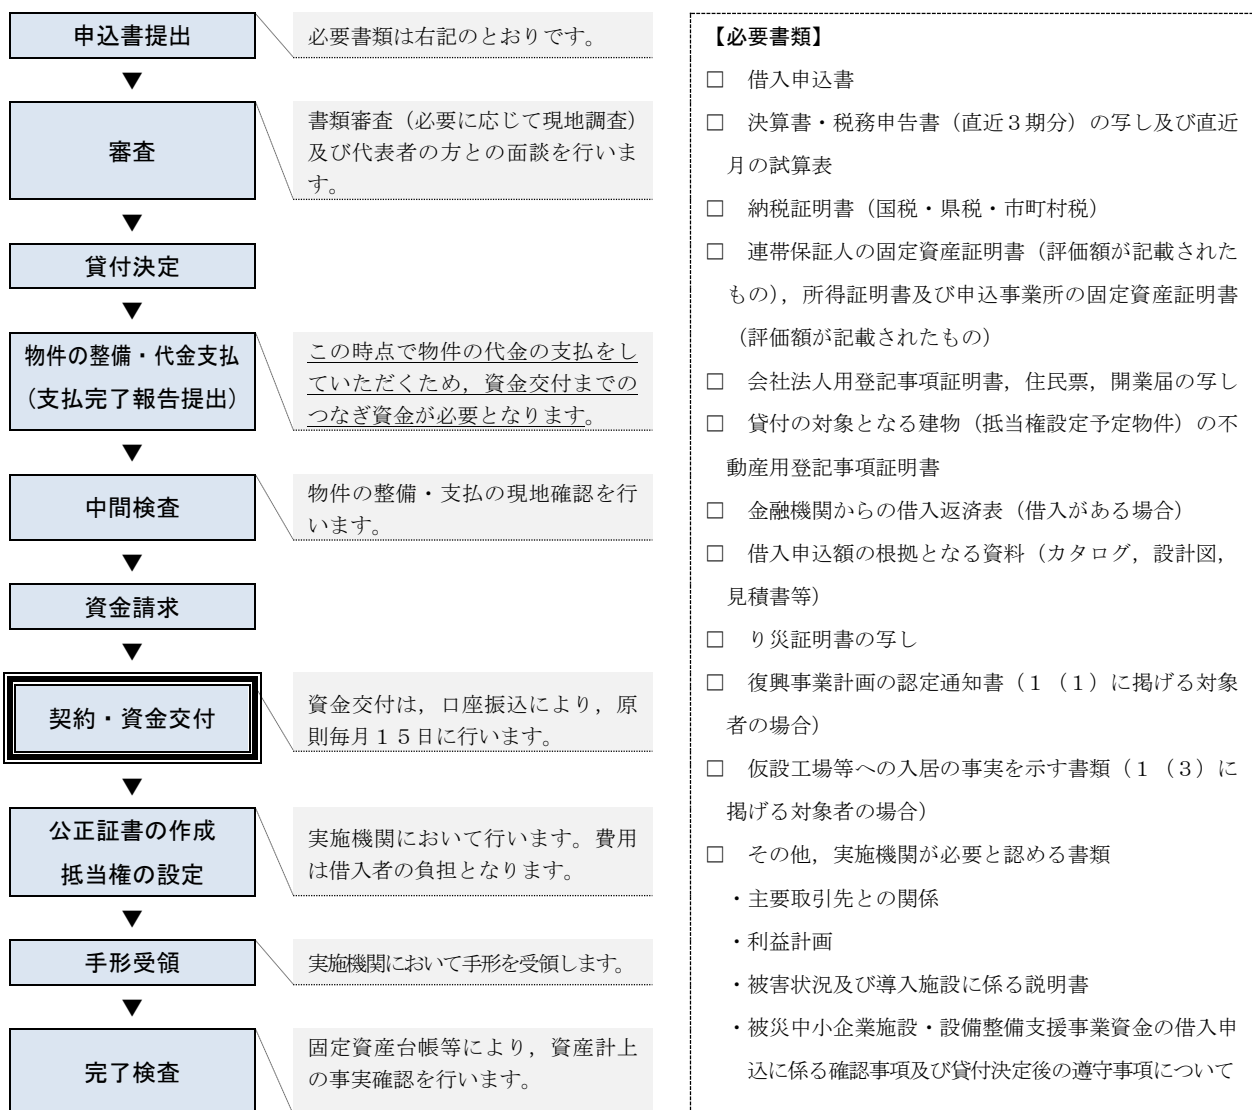 申込書提出
必要書類は右記のとおりです。
▼
審査
書類審査（必要に応じて現地調査）
及び代表者の方との面談を行いま
す。
▼
貸付決定
▼
物件の整備・代金支払
（支払完了報告提出）
この時点で物件の代金の支払をし
ていただくため，資金交付までの
つなぎ資金が必要となります。
▼
中間検査
物件の整備・支払の現地確認を行
います。
▼
資金請求
▼
契約・資金交付
資金交付は，口座振込により，原
則毎月１５日に行います。
▼
公正証書の作成
抵当権の設定
実施機関において行います。費用
は借入者の負担となります。
▼
手形受領
実施機関において手形を受領します。
▼
完了検査
固定資産台帳等により，資産計上
の事実確認を行います。
【必要書類】
□　借入申込書
□　決算書・税務申告書（直近３期分）の写し及び直近
月の試算表
□　納税証明書（国税・県税・市町村税）
□　連帯保証人の固定資産証明書（評価額が記載された
もの），所得証明書及び申込事業所の固定資産証明書
（評価額が記載されたもの）
□　会社法人用登記事項証明書，住民票，開業届の写し
□　貸付の対象となる建物（抵当権設定予定物件）の不
動産用登記事項証明書
□　金融機関からの借入返済表（借入がある場合）
□　借入申込額の根拠となる資料（カタログ，設計図，
見積書等）
□　り災証明書の写し
□　復興事業計画の認定通知書（１（１）に掲げる対象
者の場合）
□　仮設工場等への入居の事実を示す書類（１（３）に
掲げる対象者の場合）
□　その他，実施機関が必要と認める書類
・主要取引先との関係
・利益計画
・被害状況及び導入施設に係る説明書
・被災中小企業施設・設備整備支援事業資金の借入申
込に係る確認事項及び貸付決定後の遵守事項について